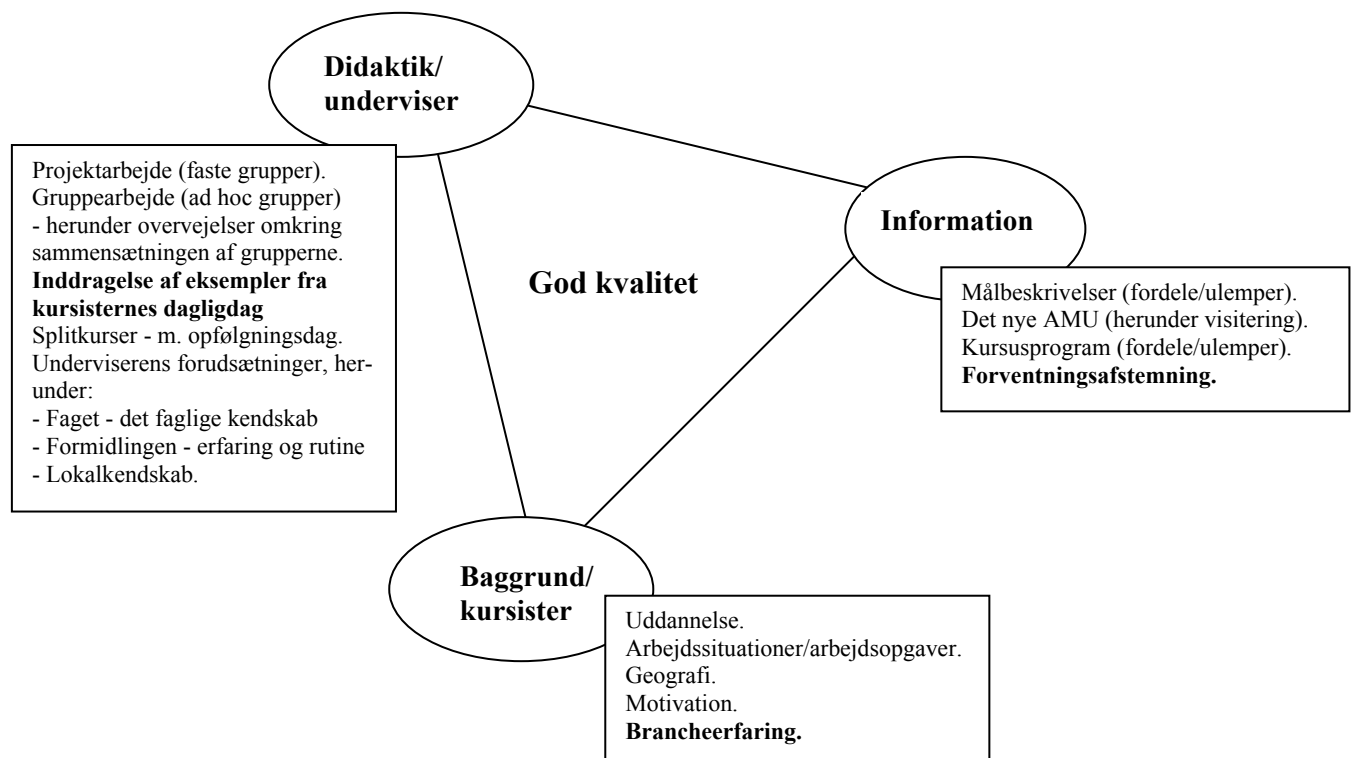 Didaktik/
underviser
Projektarbejde (faste grupper).
Gruppearbejde (ad hoc grupper)
- herunder overvejelser omkring
sammensætningen af grupperne.
Inddragelse af eksempler fra
kursisternes dagligdag
Splitkurser - m. opfølgningsdag.
Underviserens forudsætninger, her-
under:
- Faget - det faglige kendskab
- Formidlingen - erfaring og rutine
- Lokalkendskab.
Information
Målbeskrivelser (fordele/ulemper).
Det nye AMU (herunder visitering).
Kursusprogram (fordele/ulemper).
Forventningsafstemning.
God kvalitet
Baggrund/
kursister
Uddannelse.
Arbejdssituationer/arbejdsopgaver.
Geografi.
Motivation.
Brancheerfaring.